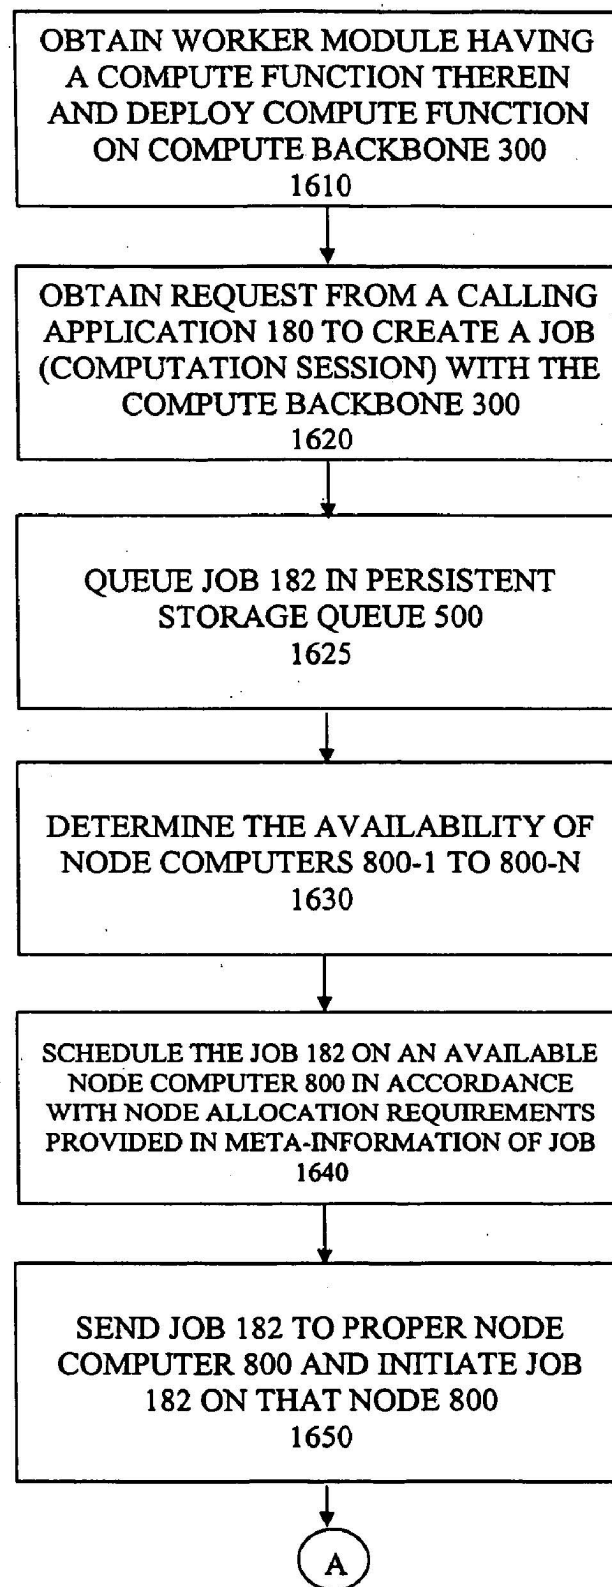 OBTAIN WORKER MODULE HAVING
A COMPUTE FUNCTION THEREIN
AND DEPLOY COMPUTE FUNCTION
ON COMPUTE BACKBONE 300
1610
OBTAIN REQUEST FROM A CALLING
APPLICATION 180 TO CREATE A JOB
(COMPUTATION SESSION) WITH THE
COMPUTE BACKBONE 300
1620
QUEUE JOB 182 IN PERSISTENT
STORAGE QUEUE 500
1625
DETERMINE THE AVAILABILITY OF
NODE COMPUTERS 800-1 TO 800-N
1630
SCHEDULE THE JOB 182 ON AN AVAILABLE
NODE COMPUTER 800 IN ACCORDANCE
WITH NODE ALLOCATION REQUIREMENTS
PROVIDED IN META-INFORMATION OF JOB
1640
SEND JOB 182 TO PROPER NODE
COMPUTER 800 AND INITIATE JOB
182 ON THAT NODE 800
1650
A